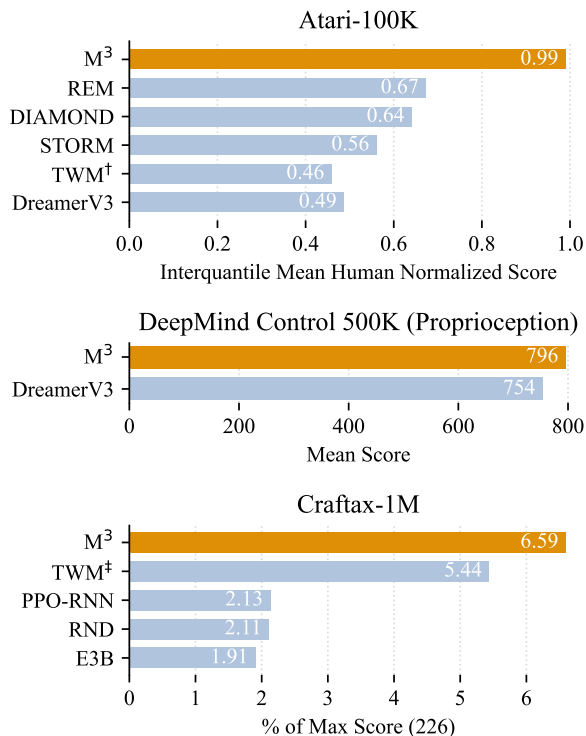 Atari-100K
M³ 0.99
REM 0.67
DIAMOND 0.64
STORM 0.56
TWM† 0.46
DreamerV3 0.49
0.0 0.2 0.4 0.6 0.8 1.0
Interquantile Mean Human Normalized Score
DeepMind Control 500K (Proprioception)
M³ 796
DreamerV3 754
0 200 400 600 800
Mean Score
Craftax-1M
M³ 6.59
TWM‡ 5.44
PPO-RNN 2.13
RND 2.11
E3B 1.91
0 1 2 3 4 5 6
% of Max Score (226)